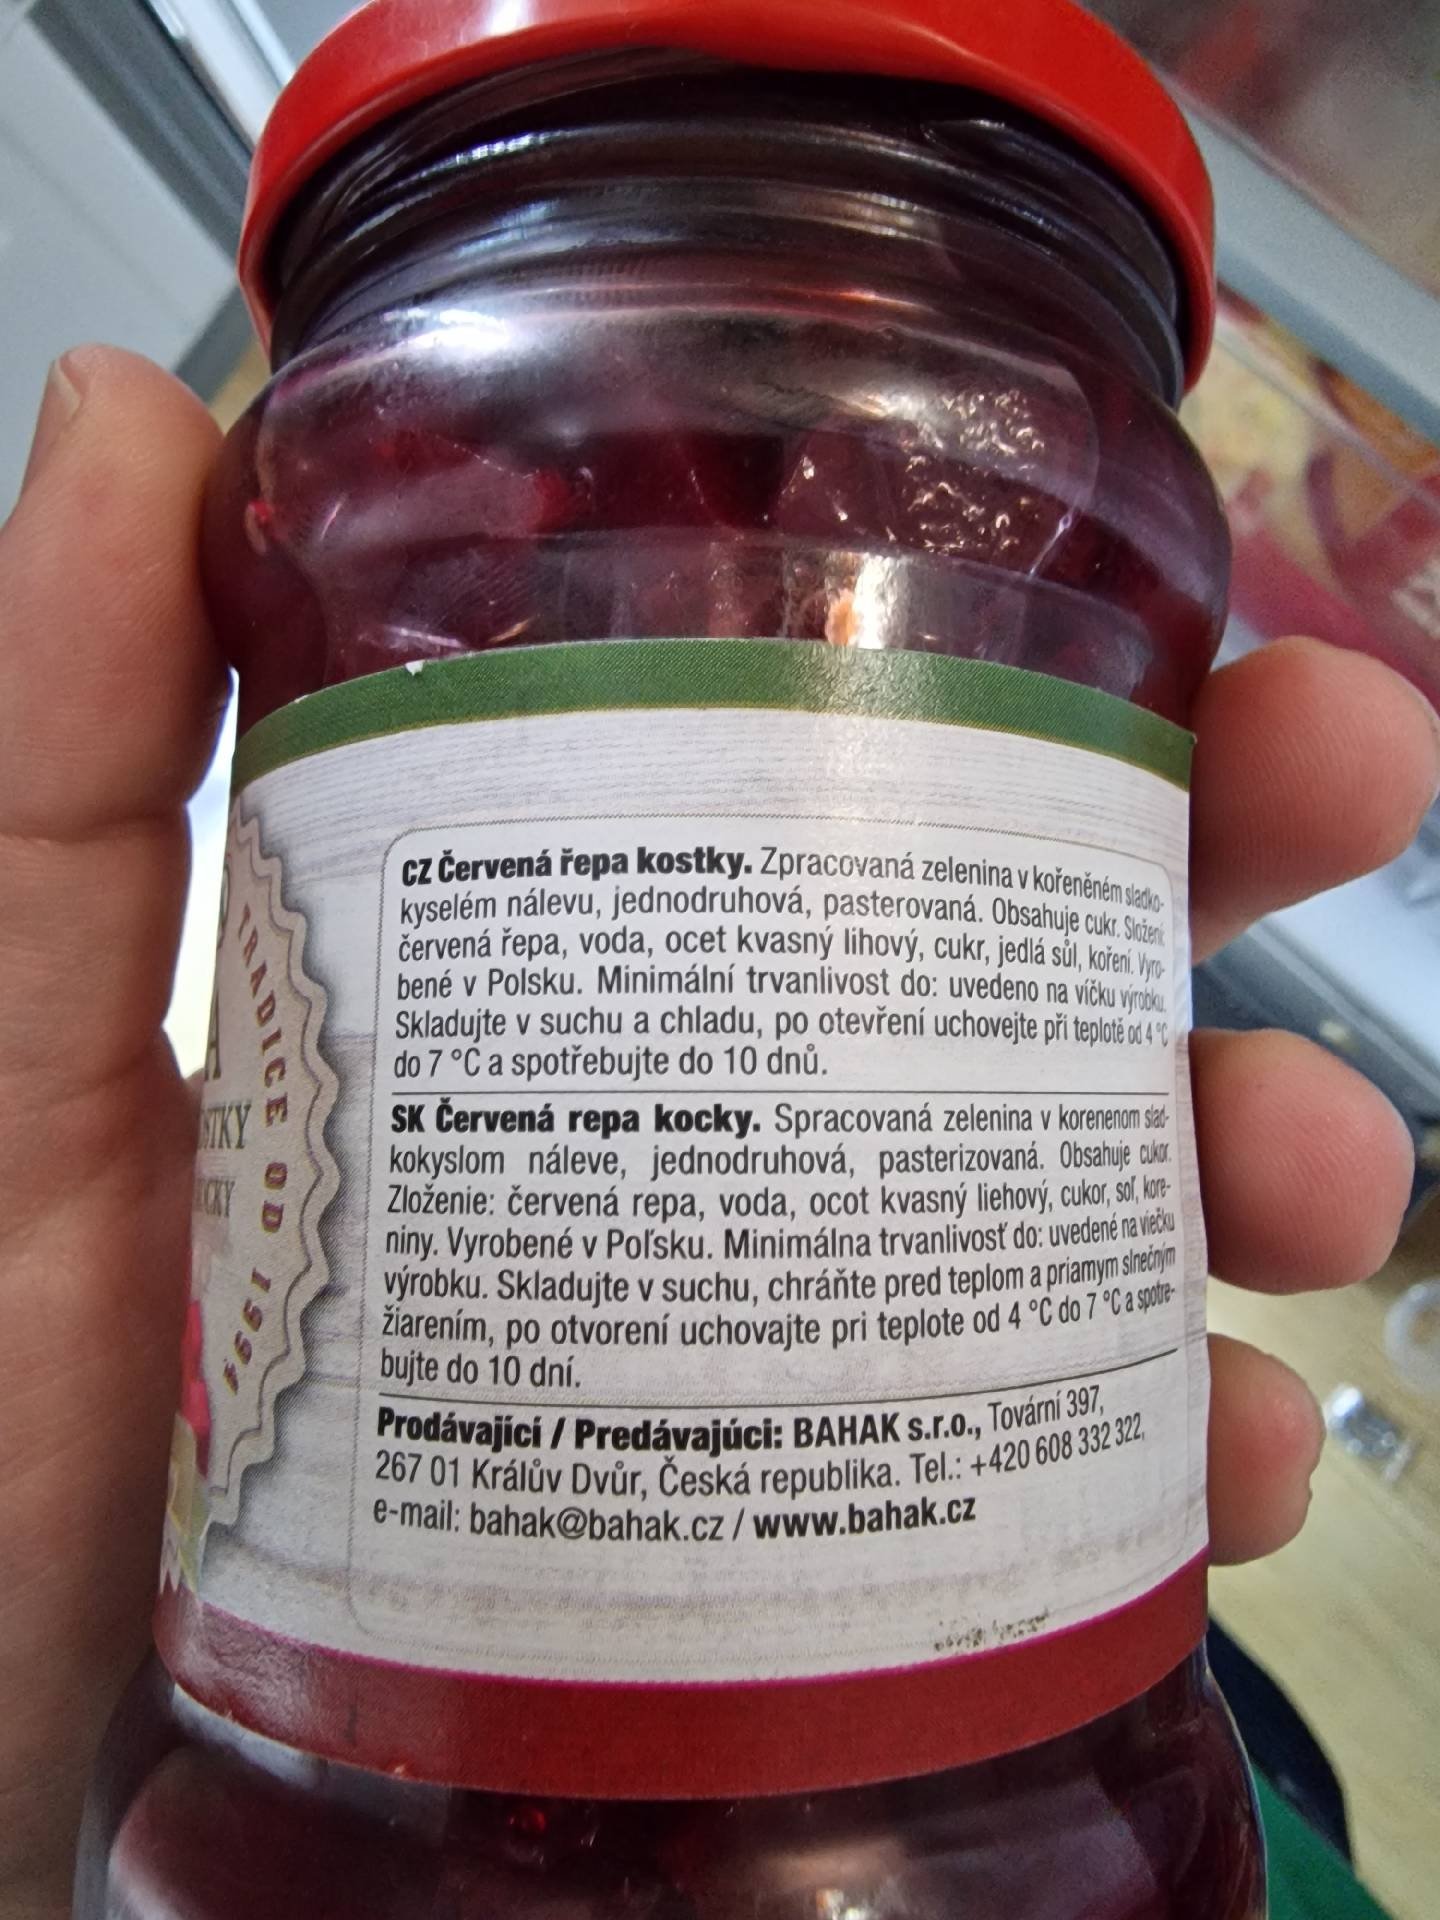 TRADICE OD 1994
CZ Červená řepa kostky. Zpracovaná zelenina v kořeněném sladko-
kyselém nálevu, jednodruhová, pasterovaná. Obsahuje cukr. Složení:
červená řepa, voda, ocet kvasný lihový, cukr, jedlá sůl, koření. Vyro-
bené v Polsku. Minimální trvanlivost do: uvedeno na víčku výrobku.
Skladujte v suchu a chladu, po otevření uchovejte při teplotě od 4 °C
do 7 °C a spotřebujte do 10 dnů.
SK Červená repa kocky. Spracovaná zelenina v korenenom slad-
kokyslom náleve, jednodruhová, pasterizovaná. Obsahuje cukor.
Zloženie: červená repa, voda, ocot kvasný liehový, cukor, soľ, kore-
niny. Vyrobené v Poľsku. Minimálna trvanlivosť do: uvedené na viečku
výrobku. Skladujte v suchu, chráňte pred teplom a priamym slnečným
žiarením, po otvorení uchovajte pri teplote od 4 °C do 7 °C a spotre-
bujte do 10 dní.
Prodávající / Predávajúci: BAHAK s.r.o., Tovární 397,
267 01 Králův Dvůr, Česká republika. Tel.: +420 608 332 322,
e-mail: bahak@bahak.cz / www.bahak.cz